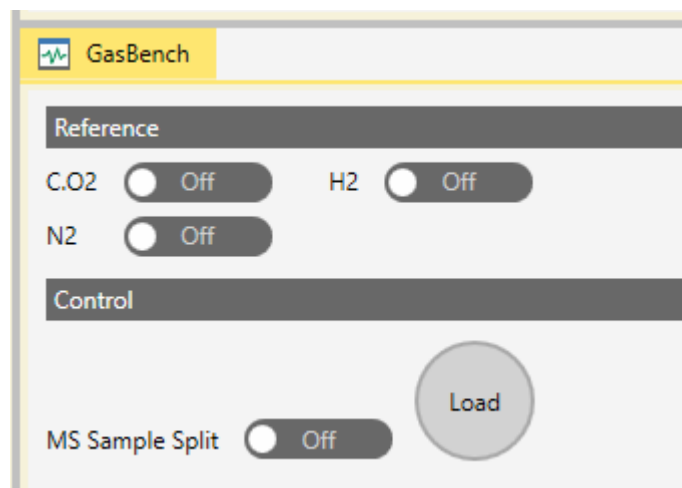 GasBench
Reference
C.O2 Off H2 Off
N2 Off
Control
Load
MS Sample Split Off